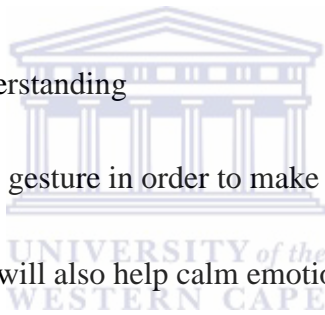 erstanding
gesture in order to make
UNIVERSITY of the
will also help calm emotio
WESTERN CAPE